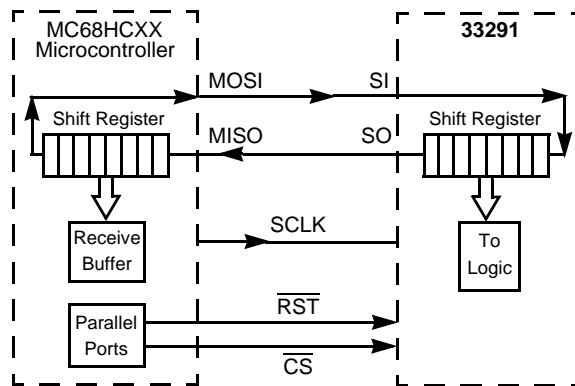 MC68HCXX
Microcontroller
33291
MOSI
SI
Shift Register
Shift Register
MISO
SO
Receive
Buffer
SCLK
To
Logic
Parallel
Ports
RST
CS